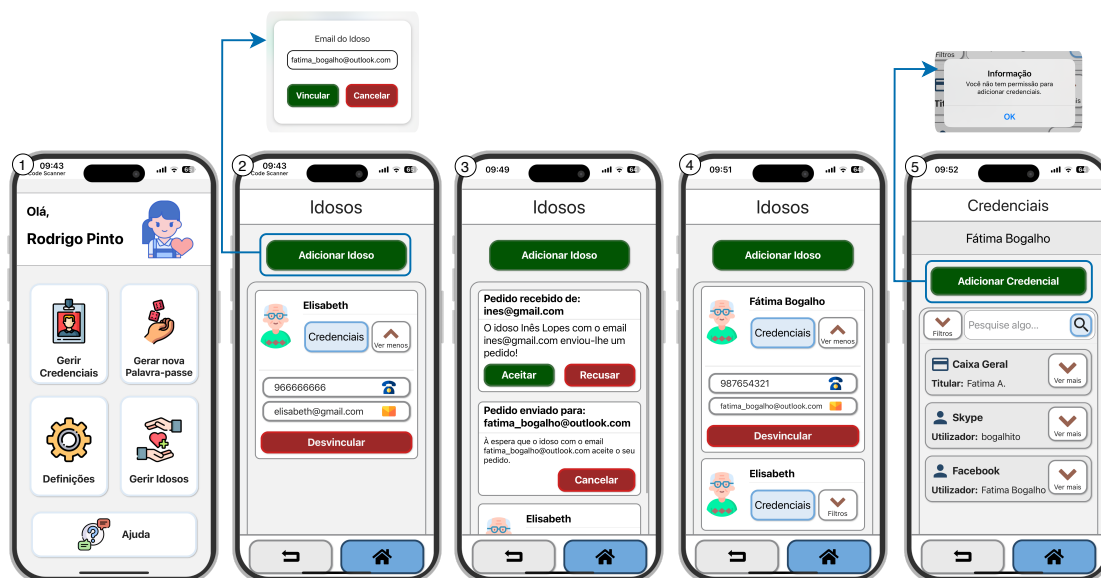 Email do Idoso
fatima_bogalho@outlook.com
Vincular
Cancelar
Filtros
Informação
Você não tem permissão para
adicionar credenciais.
OK
1
09:43
Code Scanner
Olá,
Rodrigo Pinto
Gerir
Credenciais
Gerar nova
Palavra-passe
Definições
Gerir Idosos
Ajuda
2
09:43
Code Scanner
Idosos
Adicionar Idoso
Elisabeth
Credenciais
Ver menos
966666666
elisabeth@gmail.com
Desvincular
3
09:49
Idosos
Adicionar Idoso
Pedido recebido de:
ines@gmail.com
O idoso Inês Lopes com o email
ines@gmail.com enviou-lhe um
pedido!
Aceitar
Recusar
Pedido enviado para:
fatima_bogalho@outlook.com
À espera que o idoso com o email
fatima_bogalho@outlook.com aceite o seu
pedido.
Cancelar
Elisabeth
4
09:51
Idosos
Adicionar Idoso
Fátima Bogalho
Credenciais
Ver menos
987654321
fatima_bogalho@outlook.com
Desvincular
Elisabeth
Credenciais
Filtros
5
09:52
Credenciais
Fátima Bogalho
Adicionar Credencial
Filtros
Pesquise algo...
Caixa Geral
Titular: Fatima A.
Ver mais
Skype
Utilizador: bogalhito
Ver mais
Facebook
Utilizador: Fatima Bogalho
Ver mais